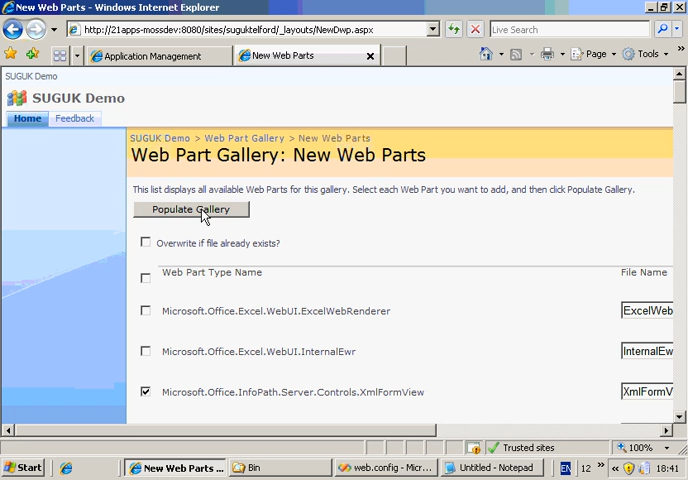 New Web Parts - Windows Internet Explorer
http://21apps-mossdev:8080/sites/suguktelford/_layouts/NewDwp.aspx
Live Search
Application Management
New Web Parts
Page
Tools
SUGUK Demo
SUGUK Demo
Home
Feedback
SUGUK Demo > Web Part Gallery > New Web Parts
Web Part Gallery: New Web Parts
This list displays all available Web Parts for this gallery. Select each Web Part you want to add, and then click Populate Gallery.
Populate Gallery
Overwrite if file already exists?
Web Part Type Name
File Name
Microsoft.Office.Excel.WebUI.ExcelWebRenderer
ExcelWeb
Microsoft.Office.Excel.WebUI.InternalEwr
InternalEw
Microsoft.Office.InfoPath.Server.Controls.XmlFormView
XmlFormV
Trusted sites
100%
Start
New Web Parts ...
Bin
web.config - Micr...
Untitled - Notepad
EN
12
18:41